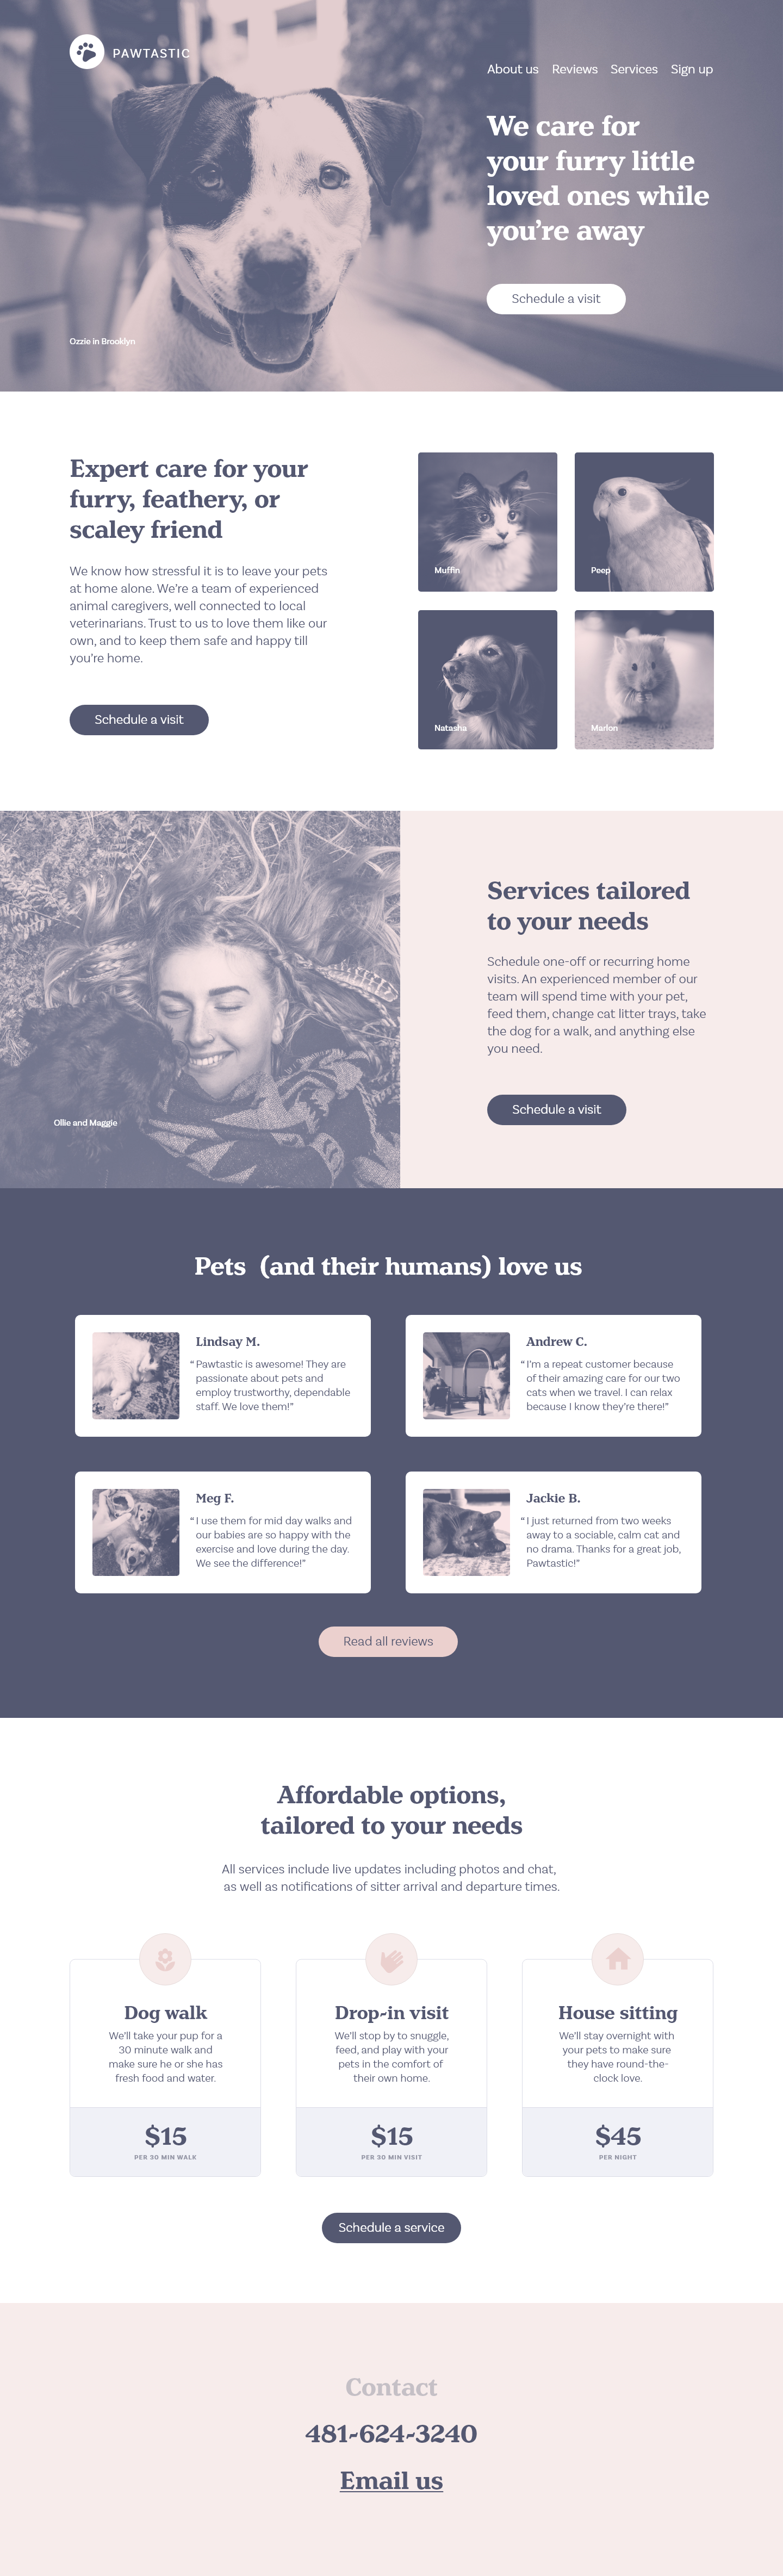 PAWTASTIC
About us Reviews Services Sign up
We care for
your furry little
loved ones while
you’re away
Schedule a visit
Ozzie in Brooklyn
Expert care for your
furry, feathery, or
scaley friend
We know how stressful it is to leave your pets
at home alone. We’re a team of experienced
animal caregivers, well connected to local
veterinarians. Trust to us to love them like our
own, and to keep them safe and happy till
you’re home.
Schedule a visit
Muffin
Peep
Natasha
Marlon
Ollie and Maggie
Services tailored
to your needs
Schedule one-off or recurring home
visits. An experienced member of our
team will spend time with your pet,
feed them, change cat litter trays, take
the dog for a walk, and anything else
you need.
Schedule a visit
Pets (and their humans) love us
Lindsay M.
“ Pawtastic is awesome! They are
passionate about pets and
employ trustworthy, dependable
staff. We love them!”
Andrew C.
“ I’m a repeat customer because
of their amazing care for our two
cats when we travel. I can relax
because I know they’re there!”
Meg F.
“ I use them for mid day walks and
our babies are so happy with the
exercise and love during the day.
We see the difference!”
Jackie B.
“ I just returned from two weeks
away to a sociable, calm cat and
no drama. Thanks for a great job,
Pawtastic!”
Read all reviews
Affordable options,
tailored to your needs
All services include live updates including photos and chat,
as well as notifications of sitter arrival and departure times.
Dog walk
We’ll take your pup for a
30 minute walk and
make sure he or she has
fresh food and water.
$15
PER 30 MIN WALK
Drop-in visit
We’ll stop by to snuggle,
feed, and play with your
pets in the comfort of
their own home.
$15
PER 30 MIN VISIT
House sitting
We’ll stay overnight with
your pets to make sure
they have round-the-
clock love.
$45
PER NIGHT
Schedule a service
Contact
481-624-3240
Email us